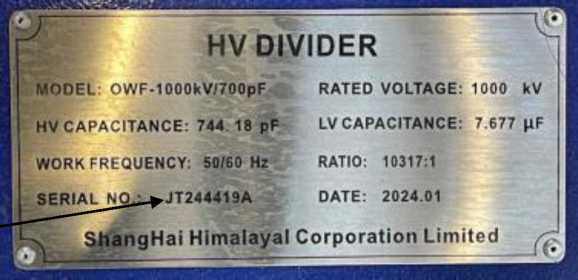 HV DIVIDER
MODEL: OWF-1000kV/700pF RATED VOLTAGE: 1000 kV
HV CAPACITANCE: 744.18 pF LV CAPACITANCE: 7.677 μF
WORK FREQUENCY: 50/60 Hz RATIO: 10317:1
SERIAL NO.: JT244419A DATE: 2024.01
ShangHai Himalayal Corporation Limited